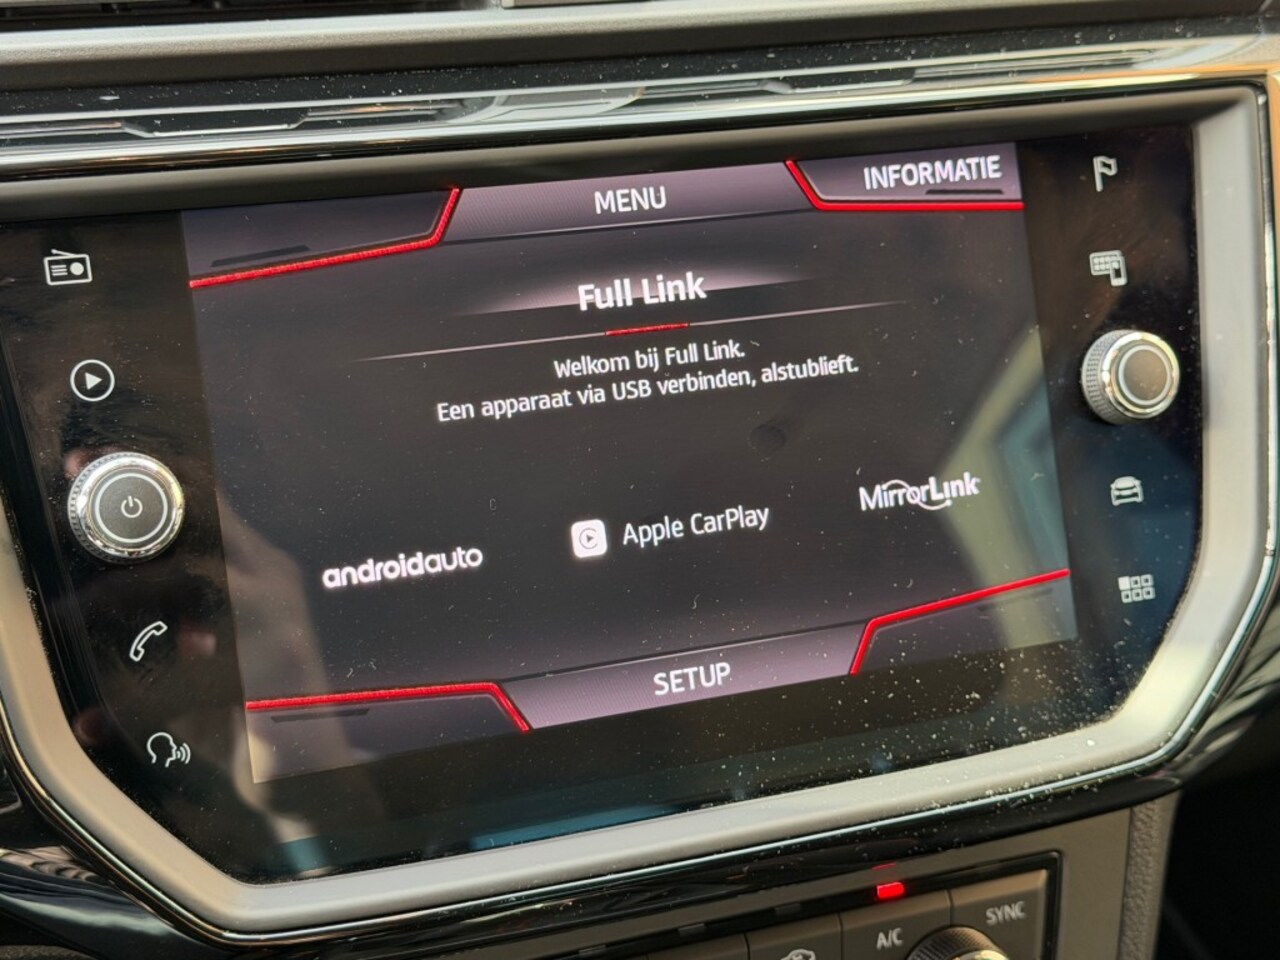 MENU
INFORMATIE
Full Link
Welkom bij Full Link.
Een apparaat via USB verbinden, alstublieft.
androidauto
Apple CarPlay
MirrorLink
SETUP
A/C
SYNC